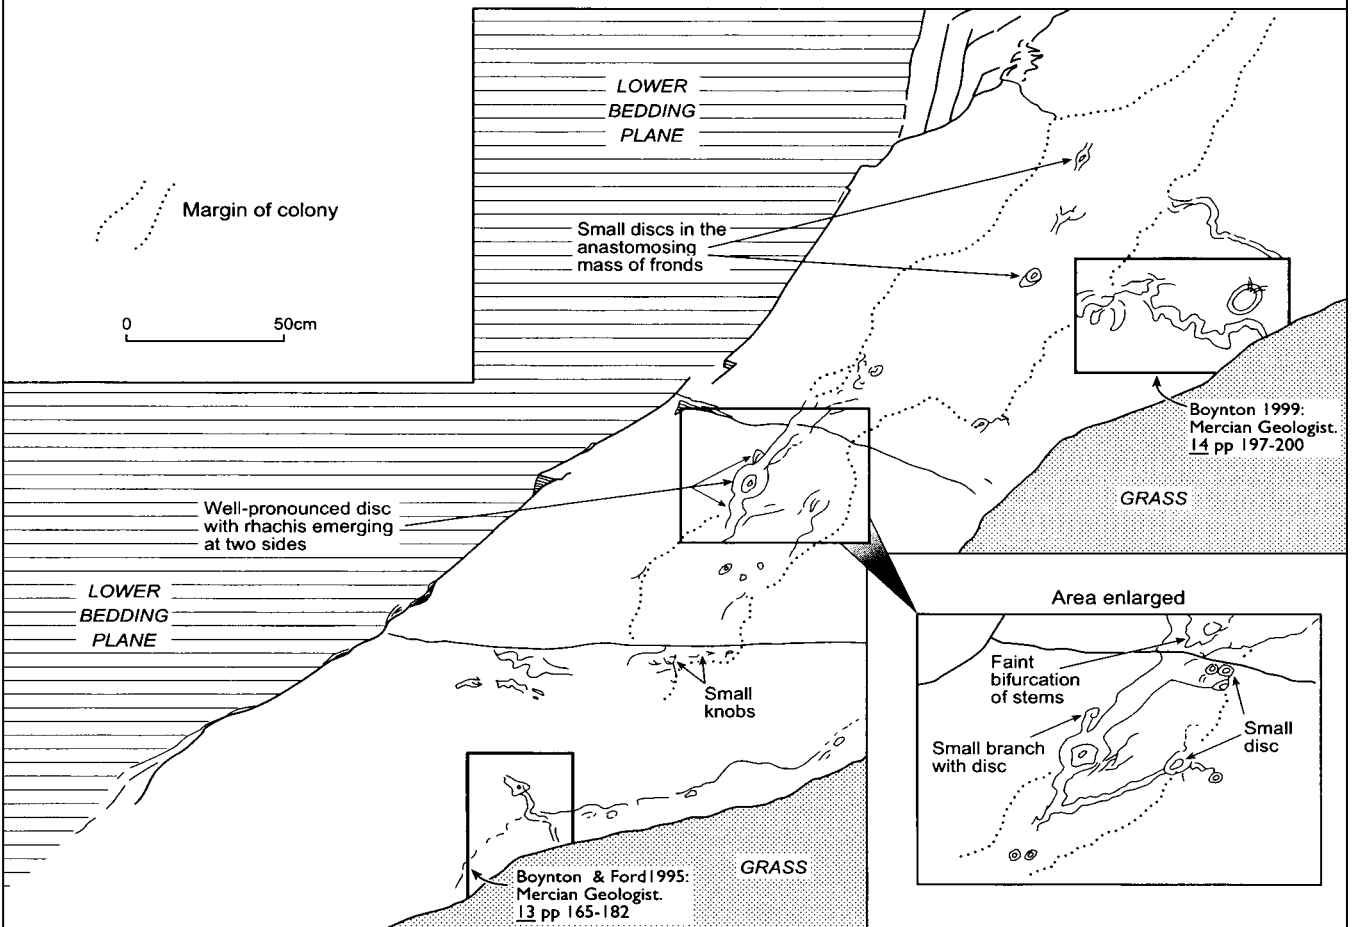 LOWER
BEDDING
PLANE
Margin of colony
Small discs in the
anastomosing
mass of fronds
0 50cm
Boynton 1999:
Mercian Geologist.
14 pp 197-200
GRASS
Well-pronounced disc
with rhachis emerging
at two sides
LOWER
BEDDING
PLANE
Area enlarged
Faint
bifurcation
of stems
Small
knobs
Small
disc
Small branch
with disc
GRASS
Boynton & Ford1995:
Mercian Geologist.
13 pp 165-182